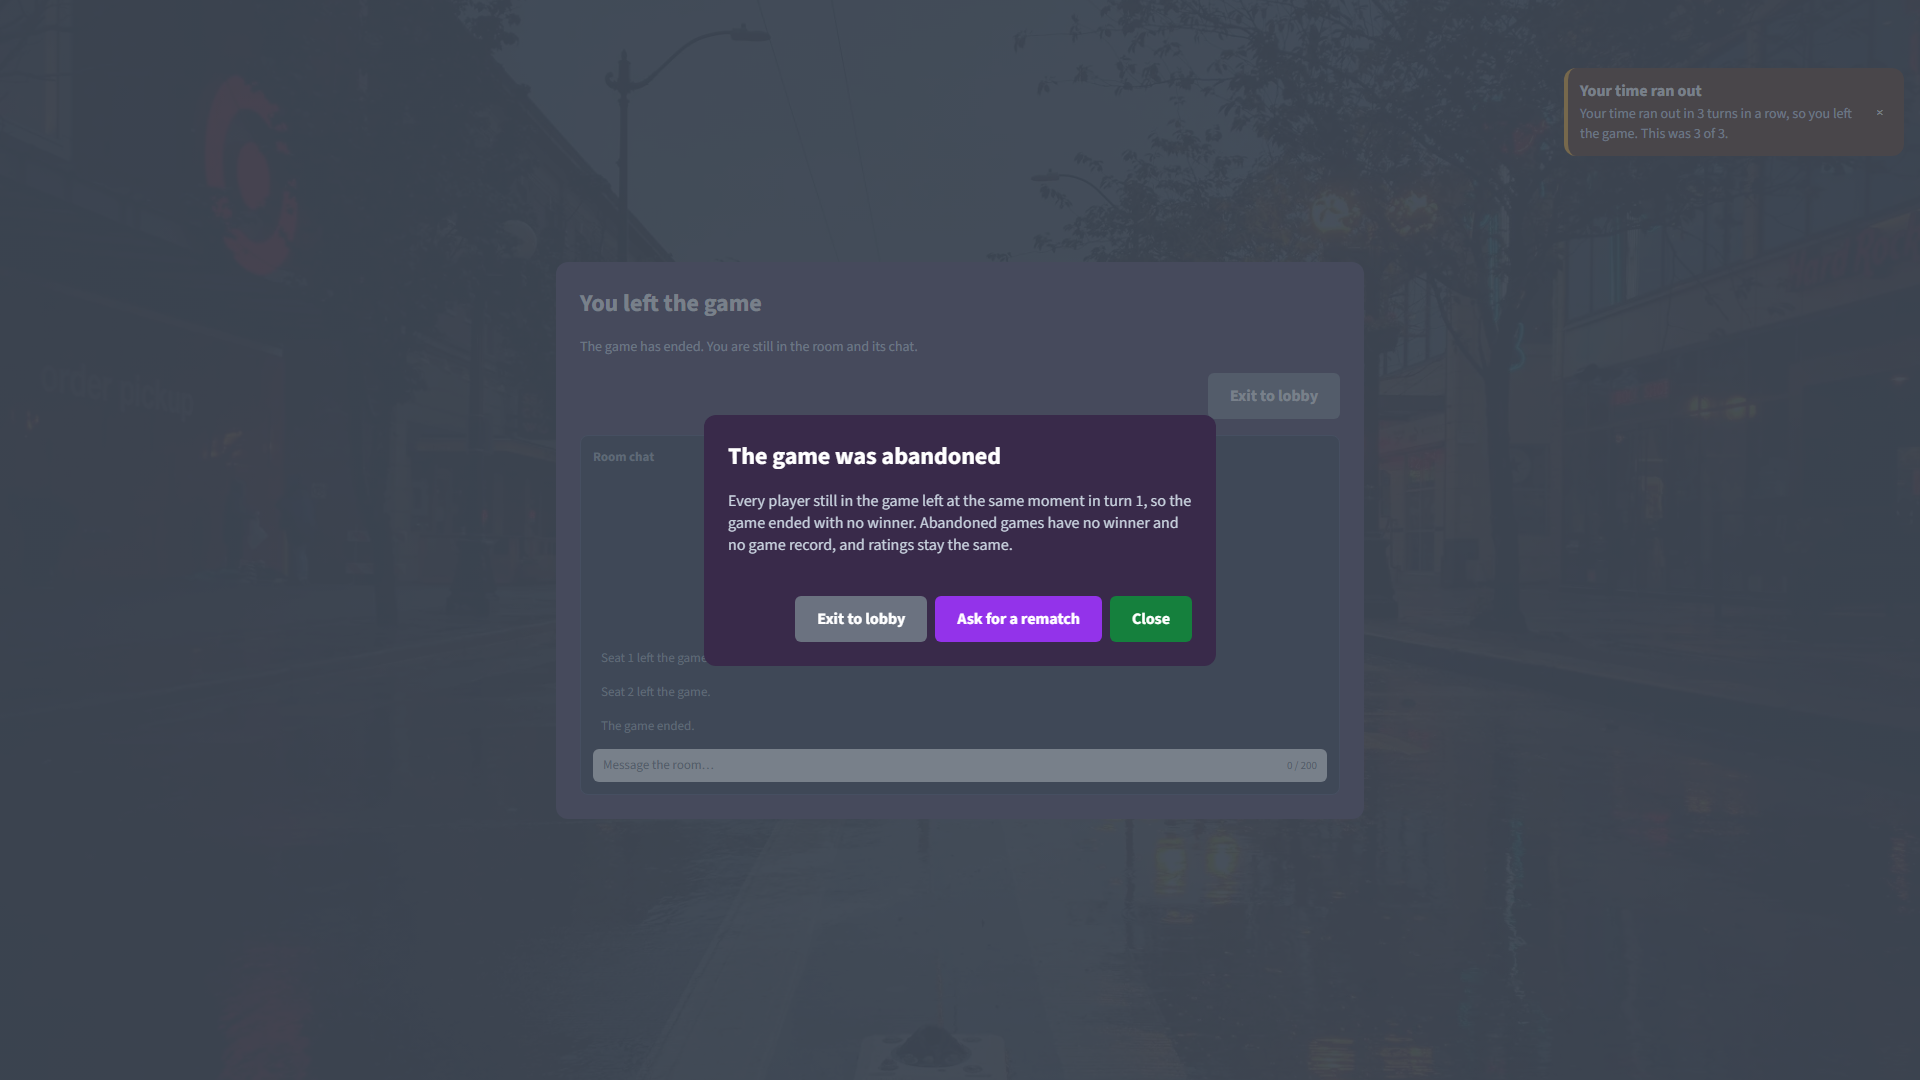 Your time ran out
Your time ran out in 3 turns in a row, so you left
the game. This was 3 of 3.
×
You left the game
The game has ended. You are still in the room and its chat.
Exit to lobby
order pickup
Room chat
The game was abandoned
Every player still in the game left at the same moment in turn 1, so the
game ended with no winner. Abandoned games have no winner and
no game record, and ratings stay the same.
Exit to lobby
Ask for a rematch
Close
Seat 1 left the game
Seat 2 left the game.
The game ended.
Message the room…
0 / 200